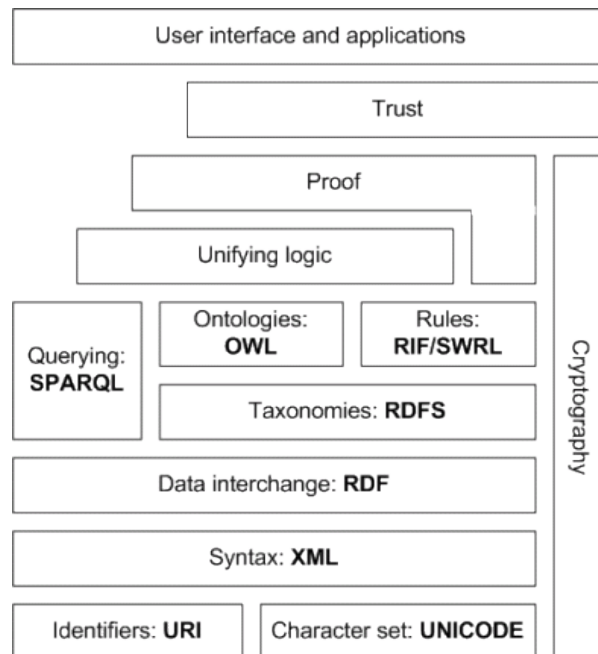 User interface and applications
Trust
Proof
Unifying logic
Querying:
SPARQL
Ontologies:
OWL
Rules:
RIF/SWRL
Taxonomies: RDFS
Cryptography
Data interchange: RDF
Syntax: XML
Identifiers: URI
Character set: UNICODE